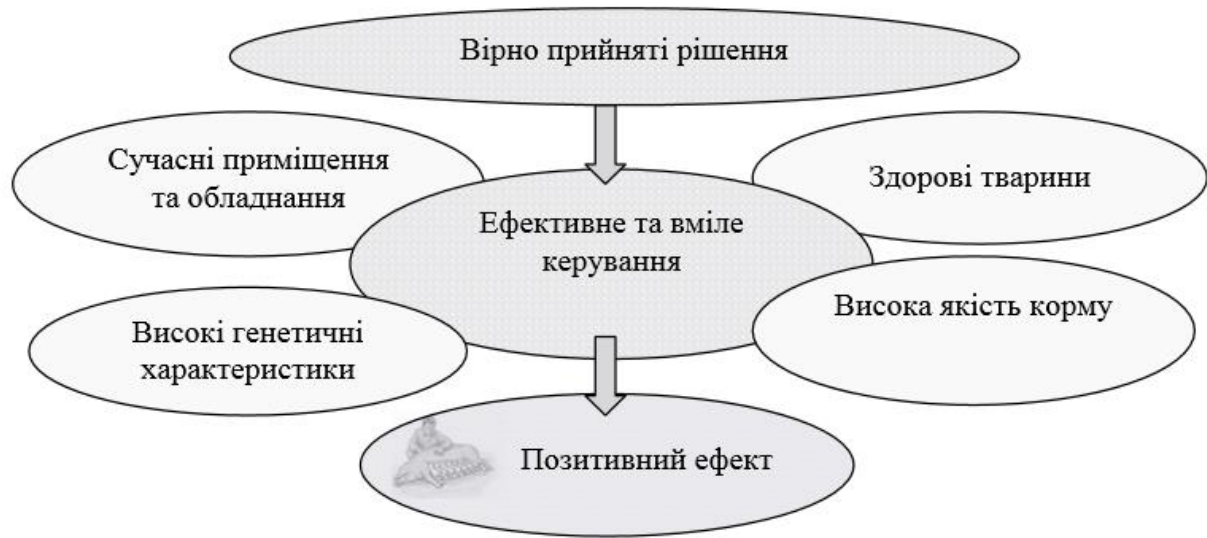 Вірно прийняті рішення
Сучасні приміщення
та обладнання
Здорові тварини
Ефективне та вміле
керування
Висока якість корму
Високі генетичні
характеристики
Позитивний ефект